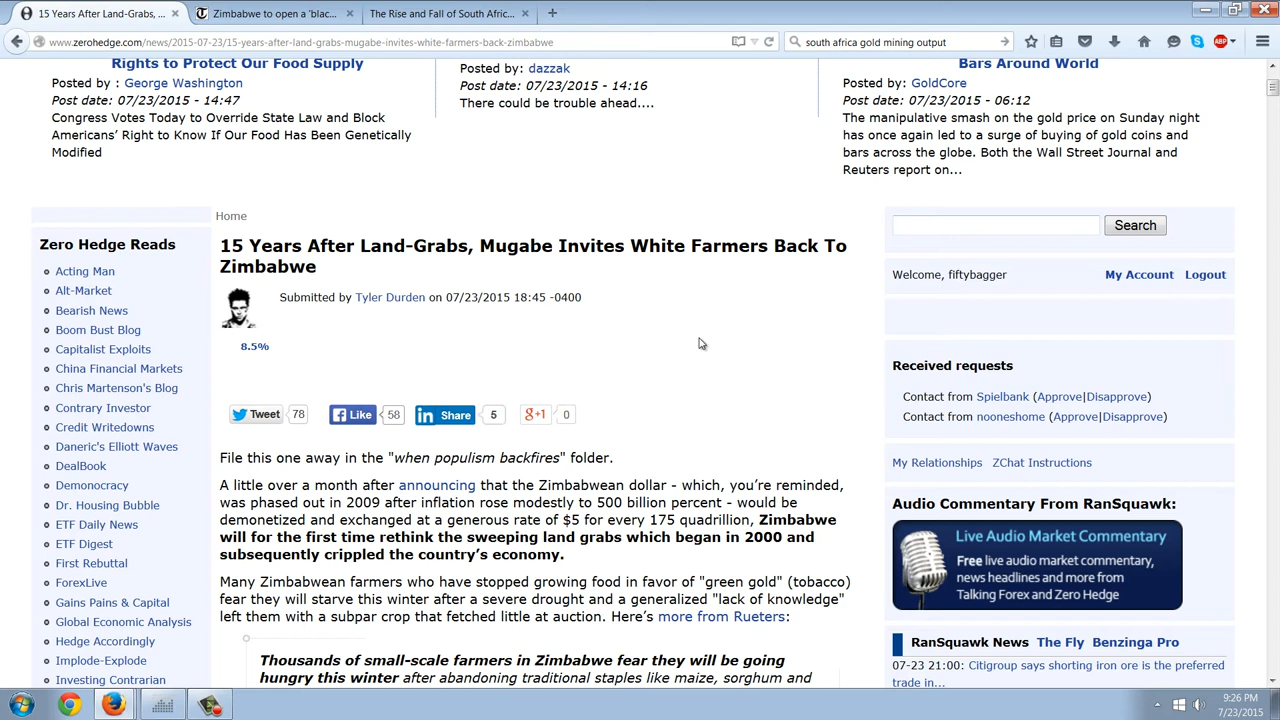 15 Years After Land-Grabs, ...
Zimbabwe to open a 'blac...
The Rise and Fall of South Afric...
www.zerohedge.com/news/2015-07-23/15-years-after-land-grabs-mugabe-invites-white-farmers-back-zimbabwe
south africa gold mining output
ABP
Rights to Protect Our Food Supply
Posted by : George Washington
Post date: 07/23/2015 - 14:47
Congress Votes Today to Override State Law and Block
Americans’ Right to Know If Our Food Has Been Genetically
Modified
Posted by: dazzak
Post date: 07/23/2015 - 14:16
There could be trouble ahead....
Bars Around World
Posted by: GoldCore
Post date: 07/23/2015 - 06:12
The manipulative smash on the gold price on Sunday night
has once again led to a surge of buying of gold coins and
bars across the globe. Both the Wall Street Journal and
Reuters report on...
Zero Hedge Reads
Acting Man
Alt-Market
Bearish News
Boom Bust Blog
Capitalist Exploits
China Financial Markets
Chris Martenson's Blog
Contrary Investor
Credit Writedowns
Daneric's Elliott Waves
DealBook
Demonocracy
Dr. Housing Bubble
ETF Daily News
ETF Digest
First Rebuttal
ForexLive
Gains Pains & Capital
Global Economic Analysis
Hedge Accordingly
Implode-Explode
Investing Contrarian
Home
15 Years After Land-Grabs, Mugabe Invites White Farmers Back To
Zimbabwe
Submitted by Tyler Durden on 07/23/2015 18:45 -0400
8.5%
Tweet 78
Like 58
in Share 5
g+1 0
File this one away in the "when populism backfires" folder.
A little over a month after announcing that the Zimbabwean dollar - which, you’re reminded,
was phased out in 2009 after inflation rose modestly to 500 billion percent - would be
demonetized and exchanged at a generous rate of $5 for every 175 quadrillion, Zimbabwe
will for the first time rethink the sweeping land grabs which began in 2000 and
subsequently crippled the country’s economy.
Many Zimbabwean farmers who have stopped growing food in favor of "green gold" (tobacco)
fear they will starve this winter after a severe drought and a generalized "lack of knowledge"
left them with a subpar crop that fetched little at auction. Here’s more from Rueters:
Thousands of small-scale farmers in Zimbabwe fear they will be going
hungry this winter after abandoning traditional staples like maize, sorghum and
Search
Welcome, fiftybagger
My Account Logout
Received requests
Contact from Spielbank (Approve|Disapprove)
Contact from nooneshome (Approve|Disapprove)
My Relationships ZChat Instructions
Audio Commentary From RanSquawk:
Live Audio Market Commentary
Free live audio market commentary,
news headlines and more from
Talking Forex and Zero Hedge
RanSquawk News The Fly Benzinga Pro
07-23 21:00: Citigroup says shorting iron ore is the preferred
trade in...
9:26 PM
7/23/2015